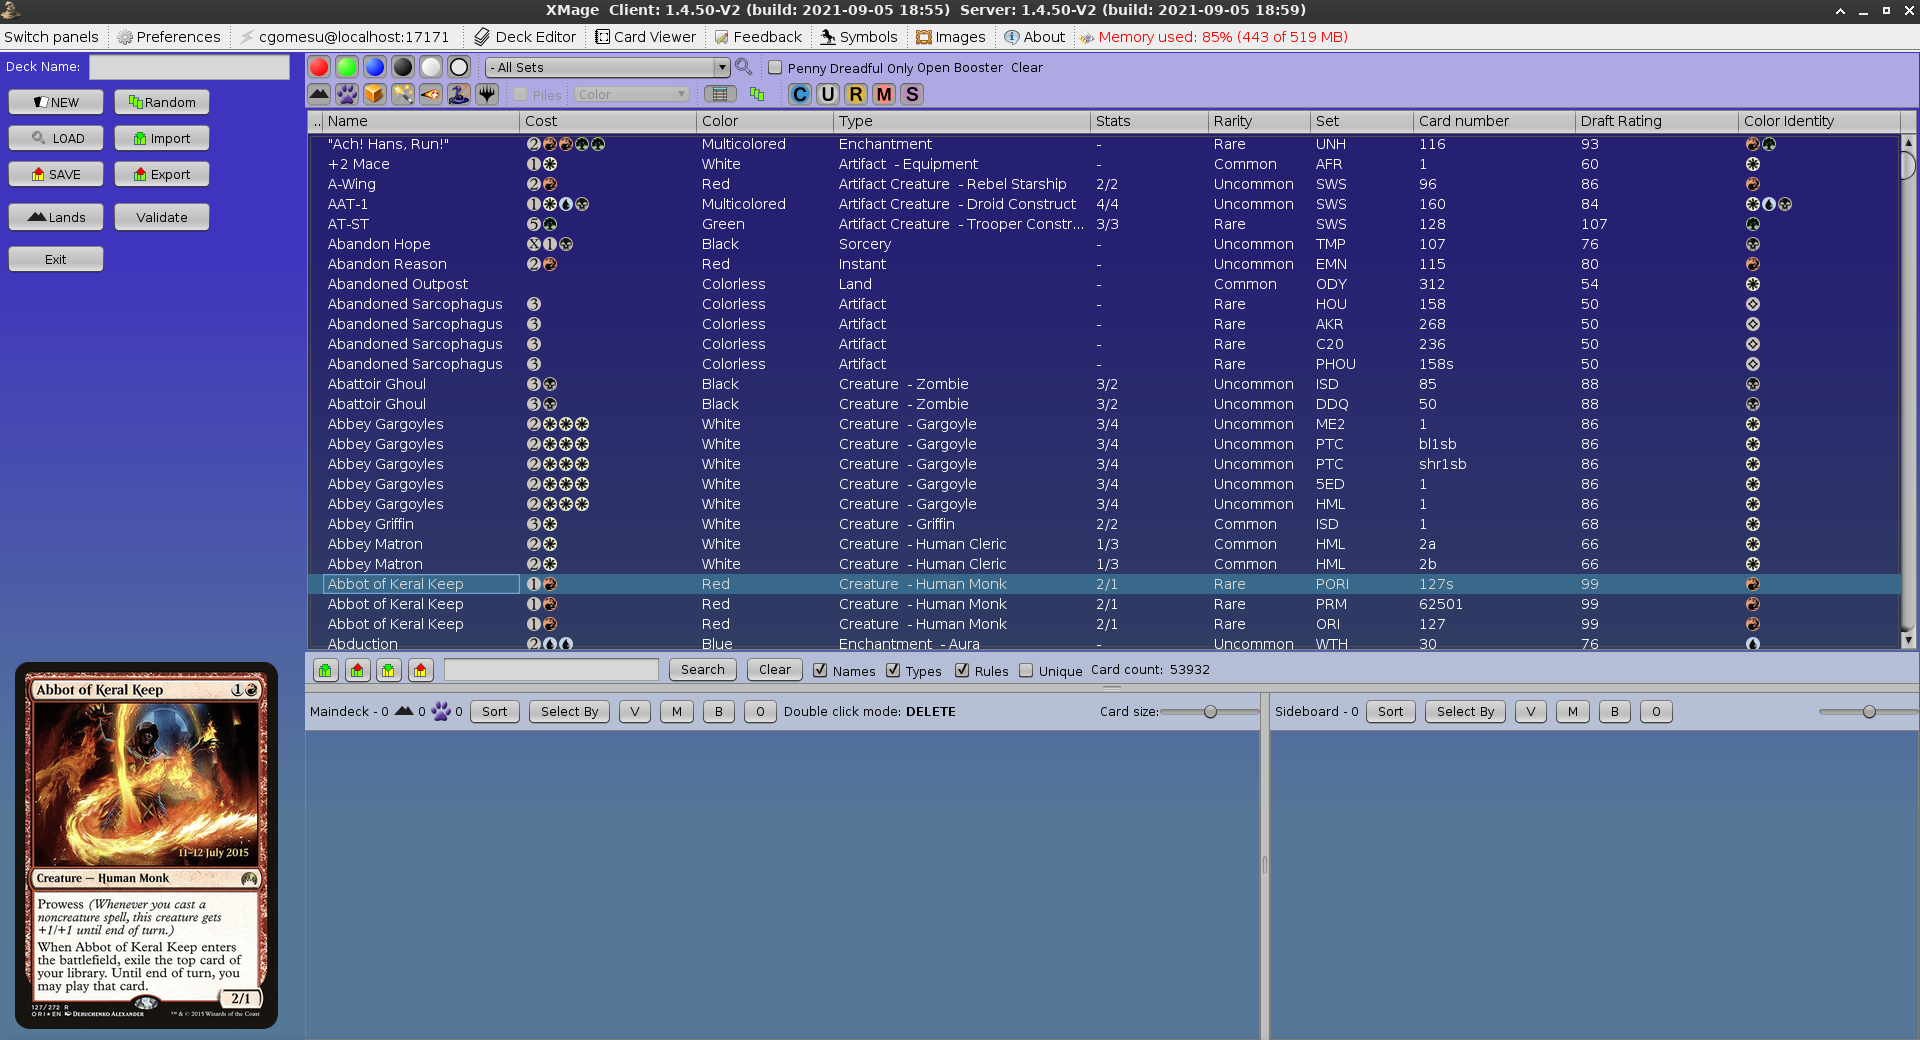 XMage Client: 1.4.50-V2 (build: 2021-09-05 18:55) Server: 1.4.50-V2 (build: 2021-09-05 18:59)
Switch panels Preferences cgomesu@localhost:17171 Deck Editor Card Viewer Feedback Symbols Images About Memory used: 85% (443 of 519 MB)
Deck Name:
NEW Random
LOAD Import
SAVE Export
Lands Validate
Exit
- All Sets Penny Dreadful Only Open Booster Clear
Piles Color C U R M S
.. Name Cost Color Type Stats Rarity Set Card number Draft Rating Color Identity
"Ach! Hans, Run!" 2 Multicolored Enchantment - Rare UNH 116 93
+2 Mace 1 White Artifact - Equipment - Common AFR 1 60
A-Wing 2 Red Artifact Creature - Rebel Starship 2/2 Uncommon SWS 96 86
AAT-1 1 Multicolored Artifact Creature - Droid Construct 4/4 Uncommon SWS 160 84
AT-ST 5 Green Artifact Creature - Trooper Constr... 3/3 Rare SWS 128 107
Abandon Hope X 1 Black Sorcery - Uncommon TMP 107 76
Abandon Reason 2 Red Instant - Uncommon EMN 115 80
Abandoned Outpost Colorless Land - Common ODY 312 54
Abandoned Sarcophagus 3 Colorless Artifact - Rare HOU 158 50
Abandoned Sarcophagus 3 Colorless Artifact - Rare AKR 268 50
Abandoned Sarcophagus 3 Colorless Artifact - Rare C20 236 50
Abandoned Sarcophagus 3 Colorless Artifact - Rare PHOU 158s 50
Abattoir Ghoul 3 Black Creature - Zombie 3/2 Uncommon ISD 85 88
Abattoir Ghoul 3 Black Creature - Zombie 3/2 Uncommon DDQ 50 88
Abbey Gargoyles 2 White Creature - Gargoyle 3/4 Uncommon ME2 1 86
Abbey Gargoyles 2 White Creature - Gargoyle 3/4 Uncommon PTC bl1sb 86
Abbey Gargoyles 2 White Creature - Gargoyle 3/4 Uncommon PTC shr1sb 86
Abbey Gargoyles 2 White Creature - Gargoyle 3/4 Uncommon 5ED 1 86
Abbey Gargoyles 2 White Creature - Gargoyle 3/4 Uncommon HML 1 86
Abbey Griffin 3 White Creature - Griffin 2/2 Common ISD 1 68
Abbey Matron 2 White Creature - Human Cleric 1/3 Common HML 2a 66
Abbey Matron 2 White Creature - Human Cleric 1/3 Common HML 2b 66
Abbot of Keral Keep 1 Red Creature - Human Monk 2/1 Rare PORI 127s 99
Abbot of Keral Keep 1 Red Creature - Human Monk 2/1 Rare PRM 62501 99
Abbot of Keral Keep 1 Red Creature - Human Monk 2/1 Rare ORI 127 99
Abduction 2 Blue Enchantment - Aura - Uncommon WTH 30 76
Search Clear Names Types Rules Unique Card count: 53932
Maindeck - 0 0 0 Sort Select By V M B O Double click mode: DELETE Card size: Sideboard - 0 Sort Select By V M B O
Abbot of Keral Keep 1
11-12 July 2015
Creature — Human Monk
Prowess (Whenever you cast a
noncreature spell, this creature gets
+1/+1 until end of turn.)
When Abbot of Keral Keep enters
the battlefield, exile the top card of
your library. Until end of turn, you
may play that card.
2/1
127/272 R
ORI★EN Deruchenko Alexander ™ & © 2015 Wizards of the Coast